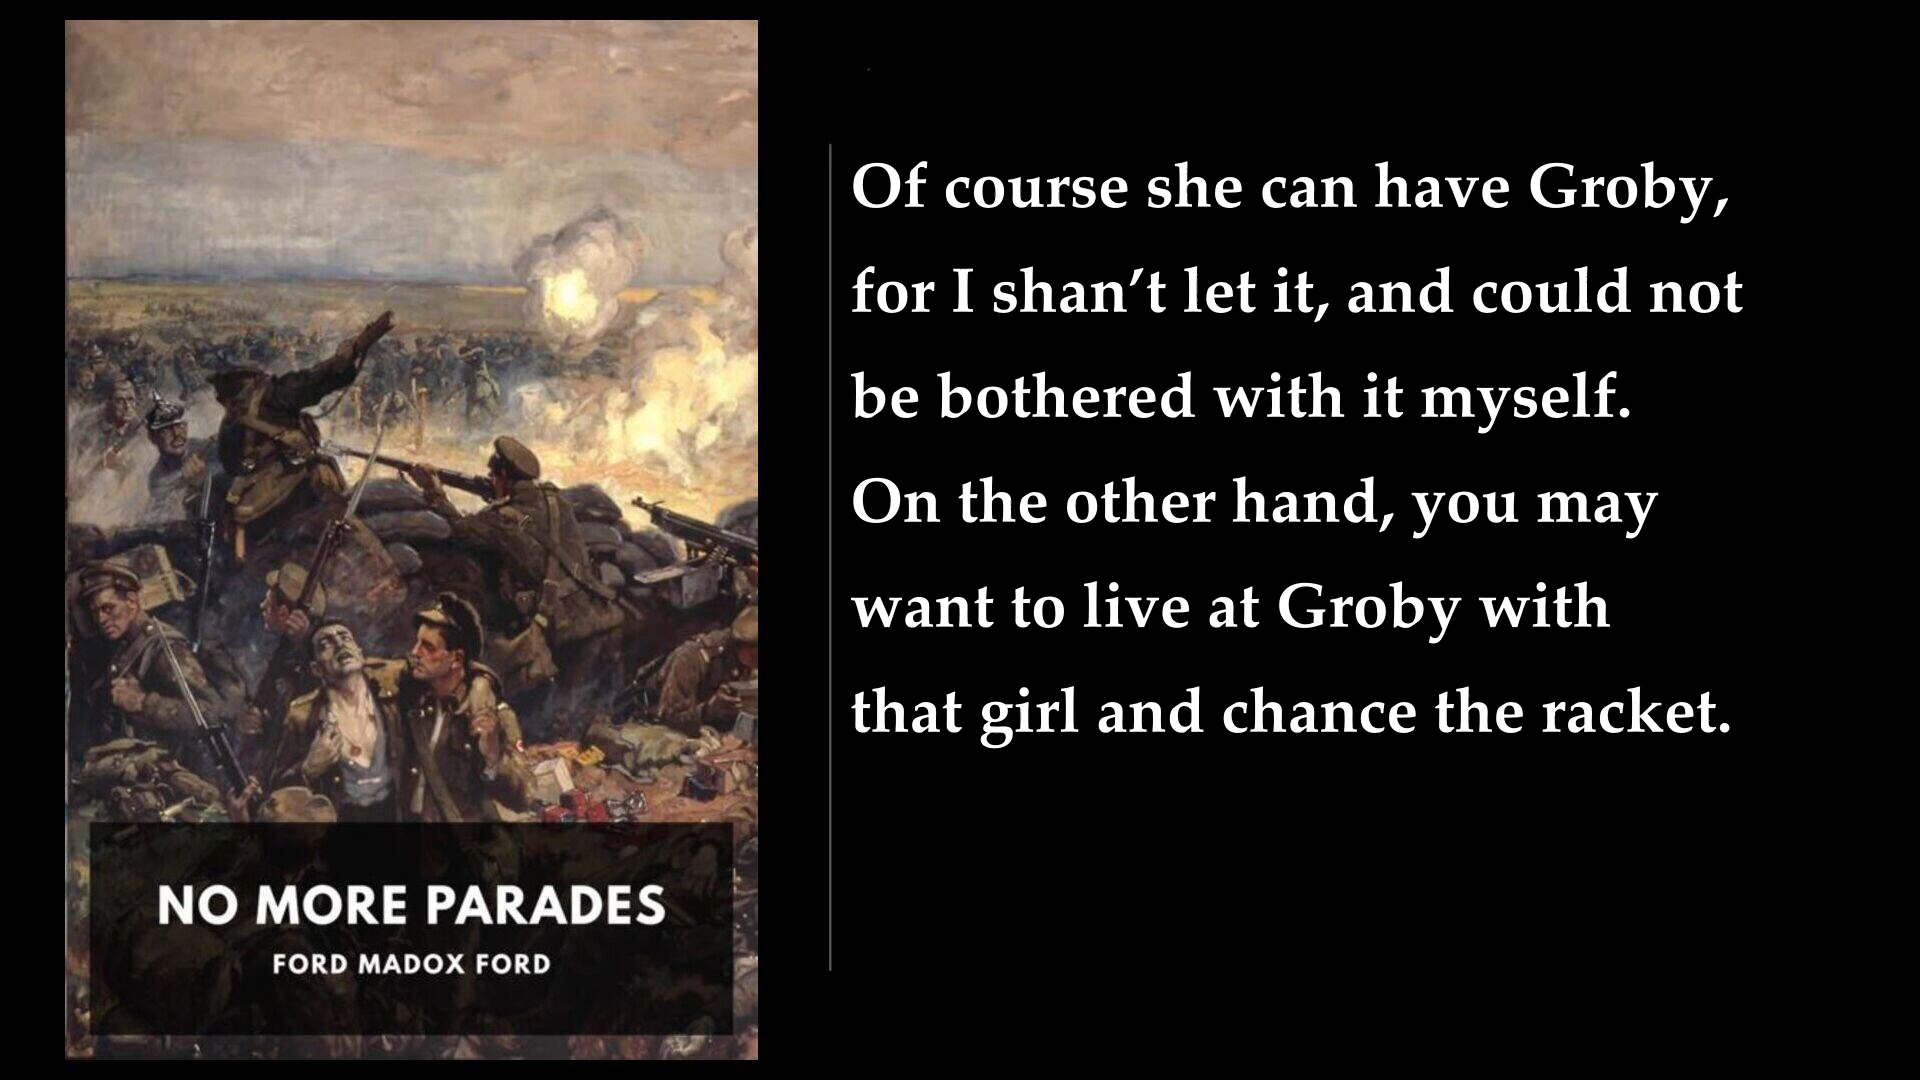 Of course she can have Groby,
for I shan’t let it, and could not
be bothered with it myself.
On the other hand, you may
want to live at Groby with
that girl and chance the racket.
NO MORE PARADES
FORD MADOX FORD